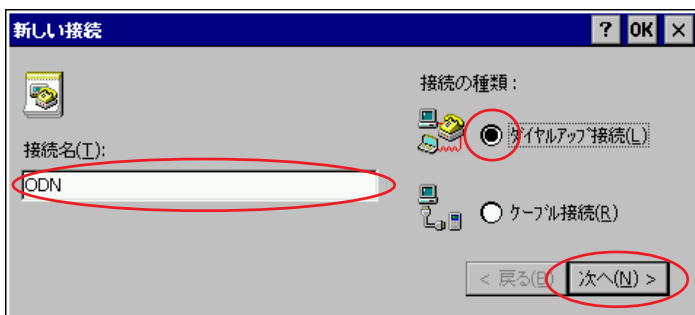 新しい接続 ? OK ×
接続の種類：
ﾀﾞｲﾔﾙｱｯﾌﾟ接続(L)
接続名(T):
ODN
ｹｰﾌﾞﾙ接続(R)
< 戻る(B) 次へ(N) >